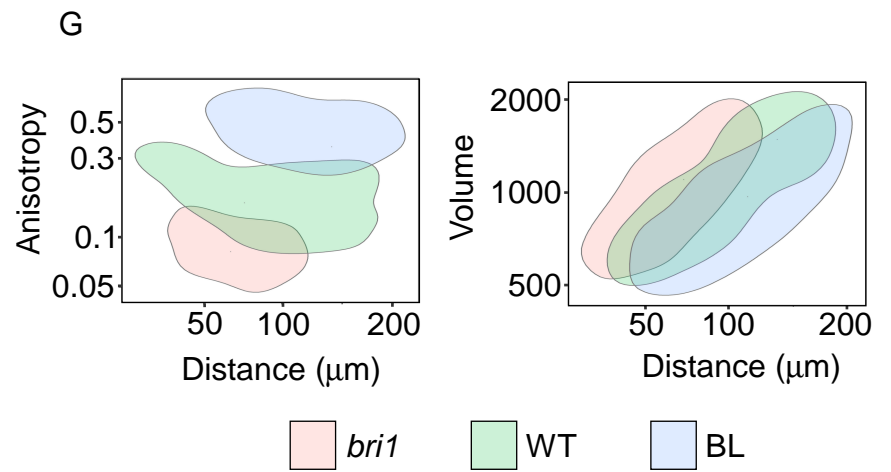 G
Anisotropy
0.5
0.3
0.1
0.05
50 100 200
Distance (μm)
Volume
2000
1000
500
50 100 200
Distance (μm)
bri1 WT BL